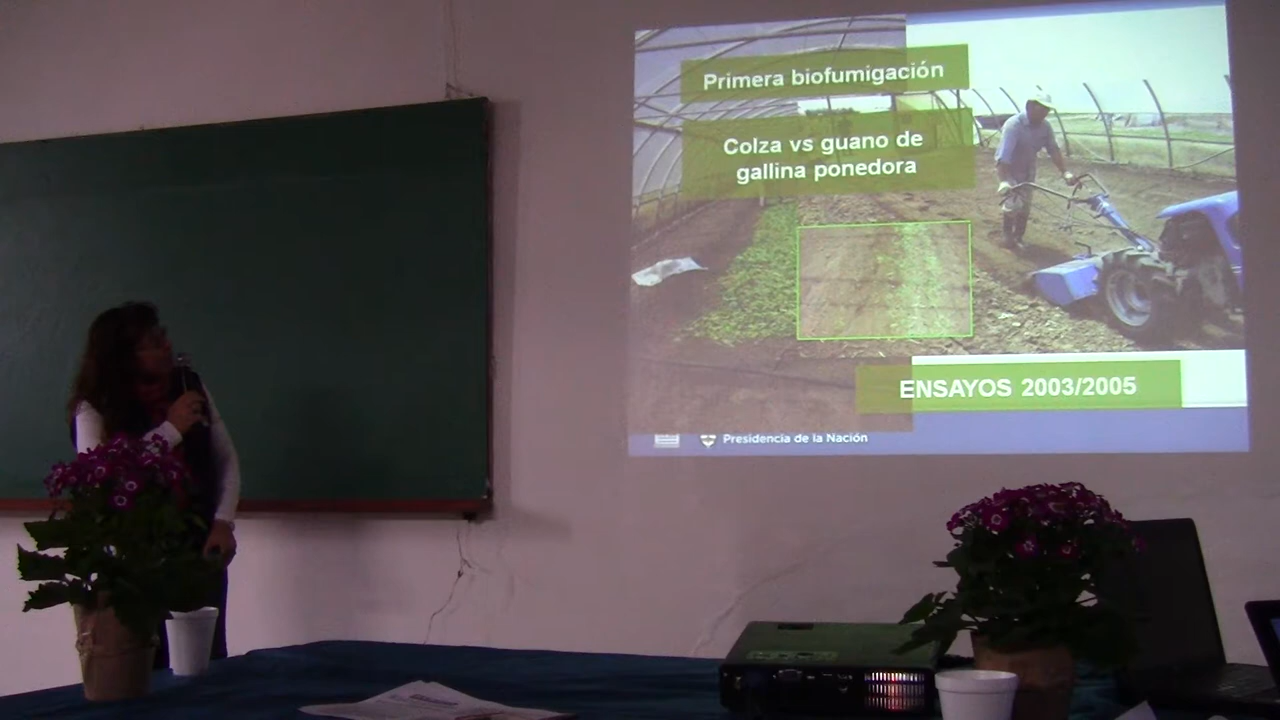 Primera biofumigación
Colza vs guano de
gallina ponedora
ENSAYOS 2003/2005
Presidencia de la Nación